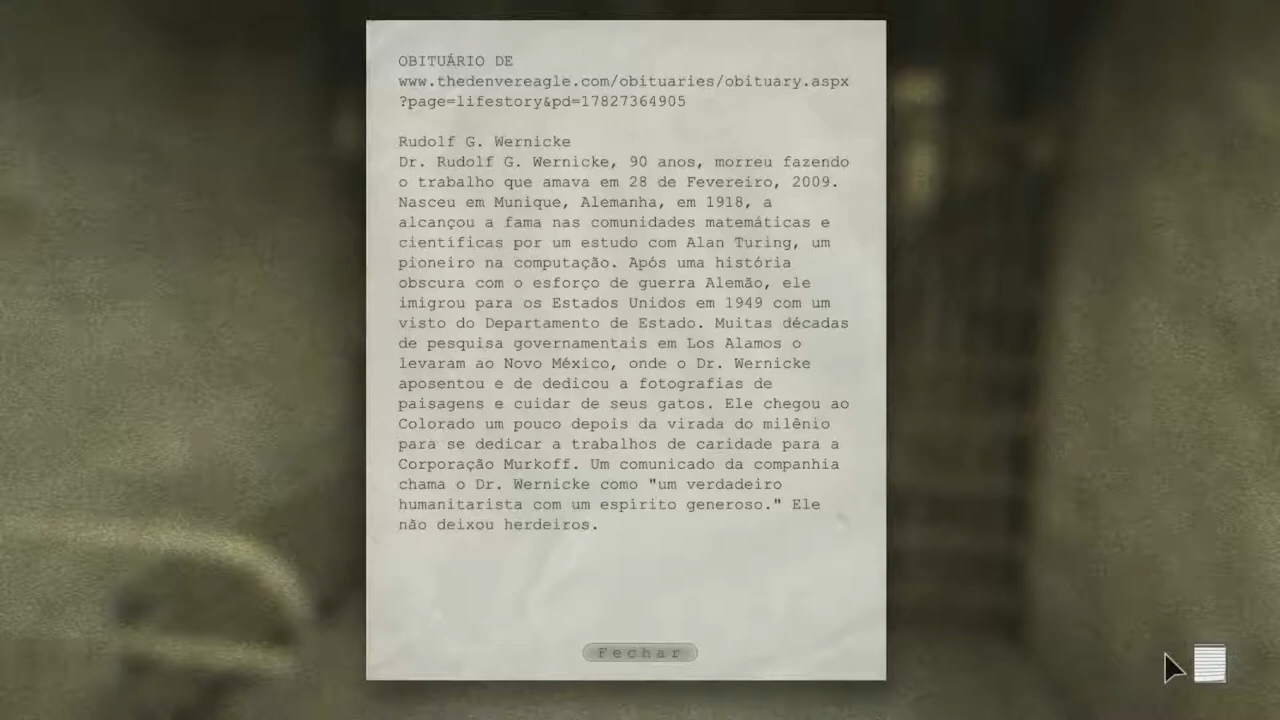 OBITUÁRIO DE
www.thedenvereagle.com/obituaries/obituary.aspx
?page=lifestory&pd=17827364905
Rudolf G. Wernicke
Dr. Rudolf G. Wernicke, 90 anos, morreu fazendo
o trabalho que amava em 28 de Fevereiro, 2009.
Nasceu em Munique, Alemanha, em 1918, a
alcançou a fama nas comunidades matemáticas e
científicas por um estudo com Alan Turing, um
pioneiro na computação. Após uma história
obscura com o esforço de guerra Alemão, ele
imigrou para os Estados Unidos em 1949 com um
visto do Departamento de Estado. Muitas décadas
de pesquisa governamentais em Los Alamos o
levaram ao Novo México, onde o Dr. Wernicke
aposentou e de dedicou a fotografias de
paisagens e cuidar de seus gatos. Ele chegou ao
Colorado um pouco depois da virada do milênio
para se dedicar a trabalhos de caridade para a
Corporação Murkoff. Um comunicado da companhia
chama o Dr. Wernicke como "um verdadeiro
humanitarista com um espírito generoso." Ele
não deixou herdeiros.
Fechar